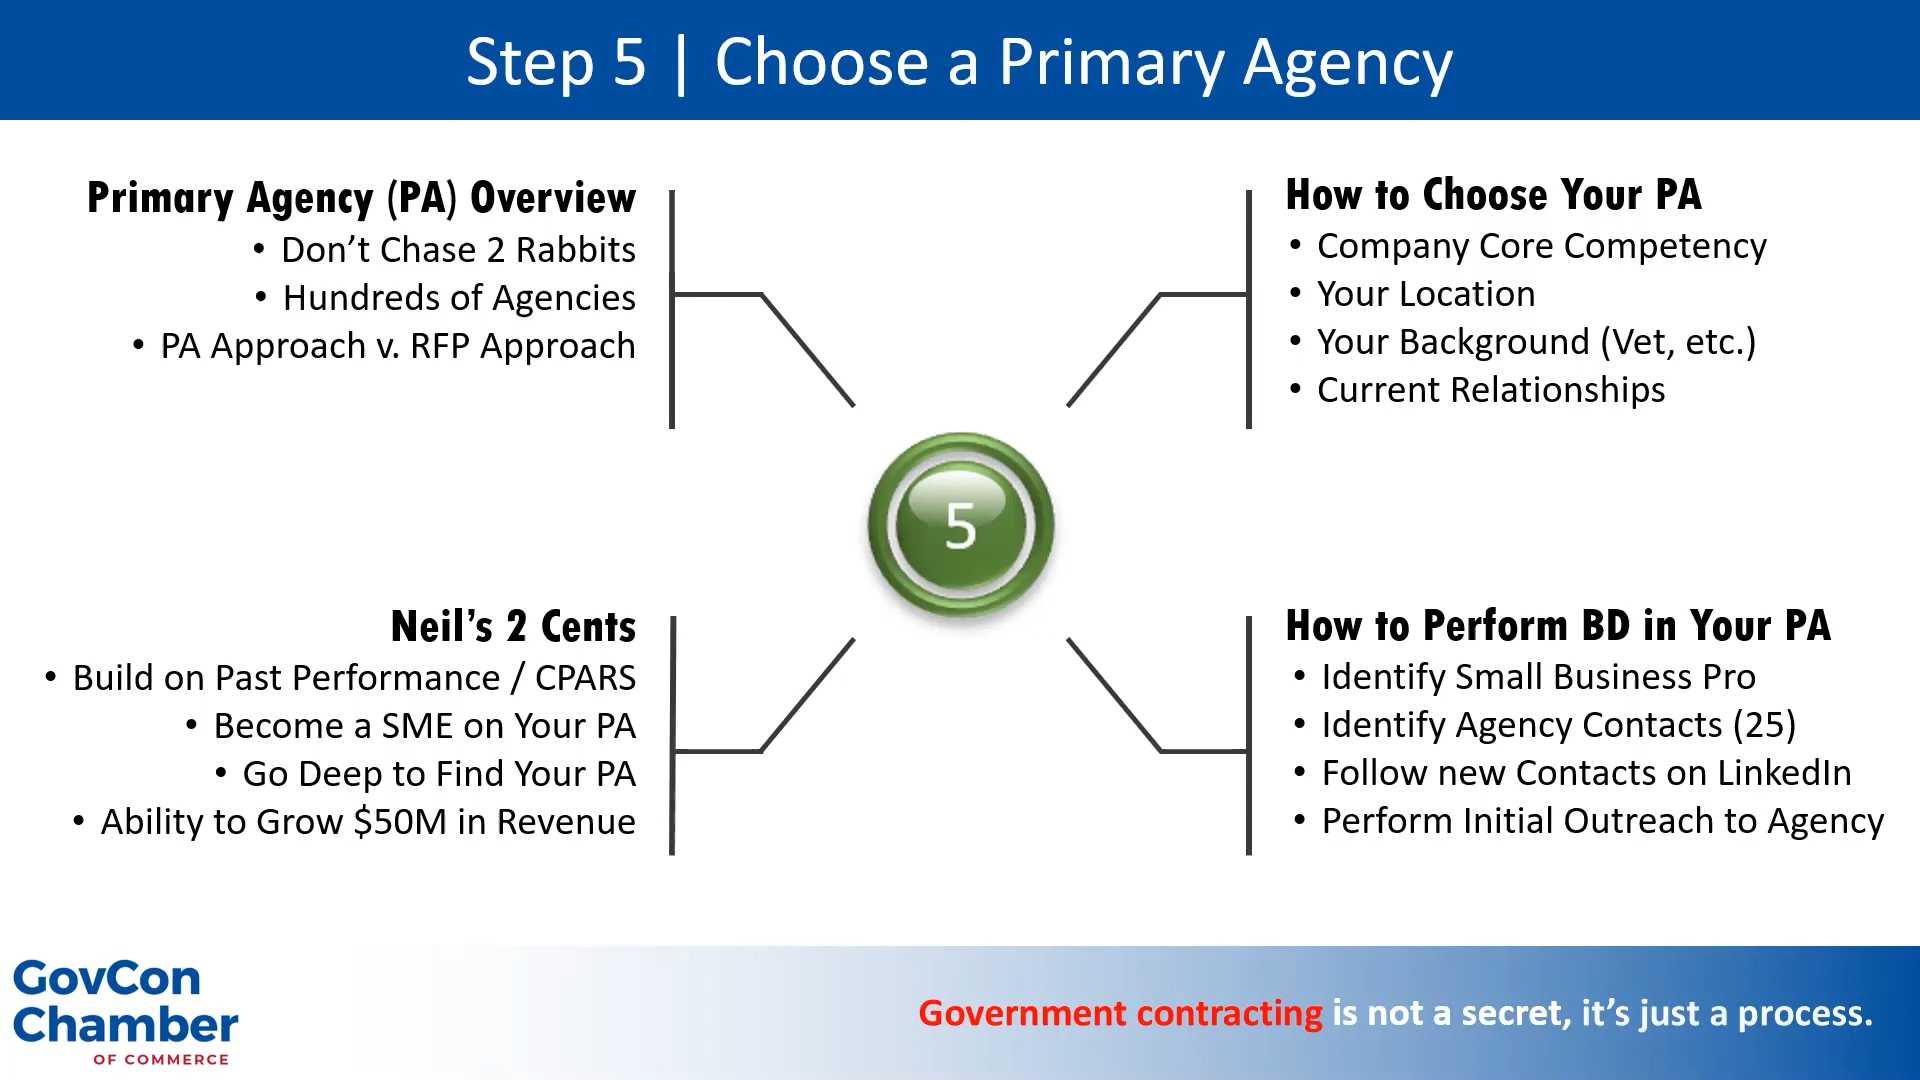 Step 5 | Choose a Primary Agency
Primary Agency (PA) Overview
• Don’t Chase 2 Rabbits
• Hundreds of Agencies
• PA Approach v. RFP Approach
How to Choose Your PA
• Company Core Competency
• Your Location
• Your Background (Vet, etc.)
• Current Relationships
5
Neil’s 2 Cents
• Build on Past Performance / CPARS
• Become a SME on Your PA
• Go Deep to Find Your PA
• Ability to Grow $50M in Revenue
How to Perform BD in Your PA
• Identify Small Business Pro
• Identify Agency Contacts (25)
• Follow new Contacts on LinkedIn
• Perform Initial Outreach to Agency
GovCon
Chamber
OF COMMERCE
Government contracting is not a secret, it’s just a process.